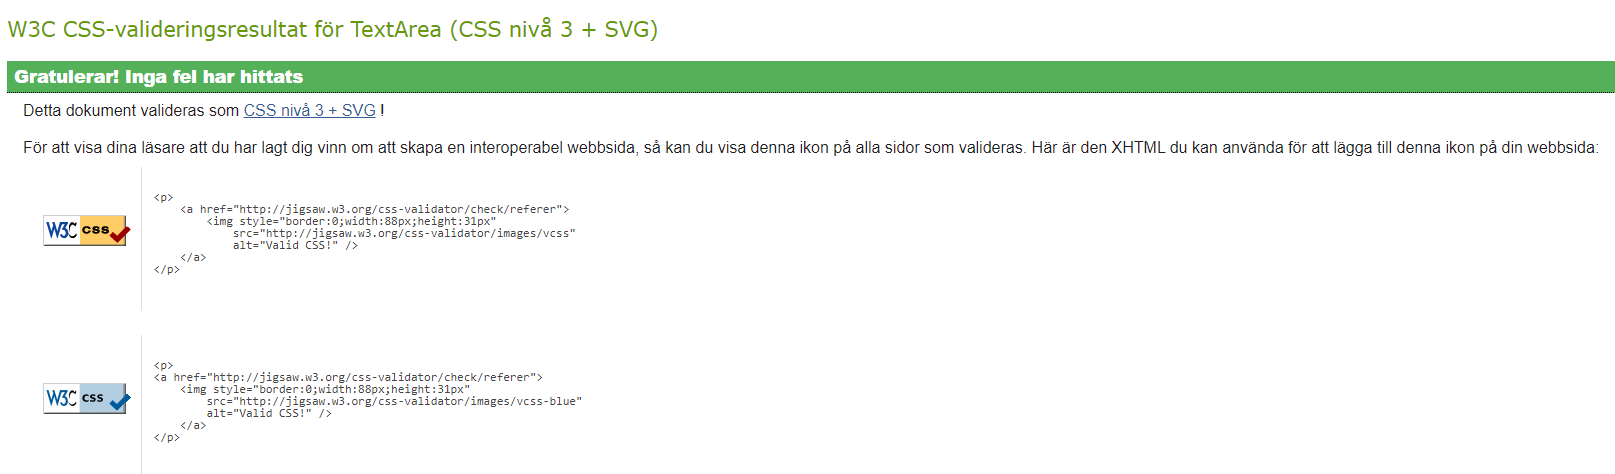 W3C CSS-valideringsresultat för TextArea (CSS nivå 3 + SVG)
Gratulerar! Inga fel har hittats
Detta dokument valideras som CSS nivå 3 + SVG !
För att visa dina läsare att du har lagt dig vinn om att skapa en interoperabel webbsida, så kan du visa denna ikon på alla sidor som valideras. Här är den XHTML du kan använda för att lägga till denna ikon på din webbsida:
W3C css
<p>
    <a href="http://jigsaw.w3.org/css-validator/check/referer">
        <img style="border:0;width:88px;height:31px"
            src="http://jigsaw.w3.org/css-validator/images/vcss"
            alt="Valid CSS!" />
    </a>
</p>
W3C css
<p>
<a href="http://jigsaw.w3.org/css-validator/check/referer">
    <img style="border:0;width:88px;height:31px"
        src="http://jigsaw.w3.org/css-validator/images/vcss-blue"
        alt="Valid CSS!" />
    </a>
</p>